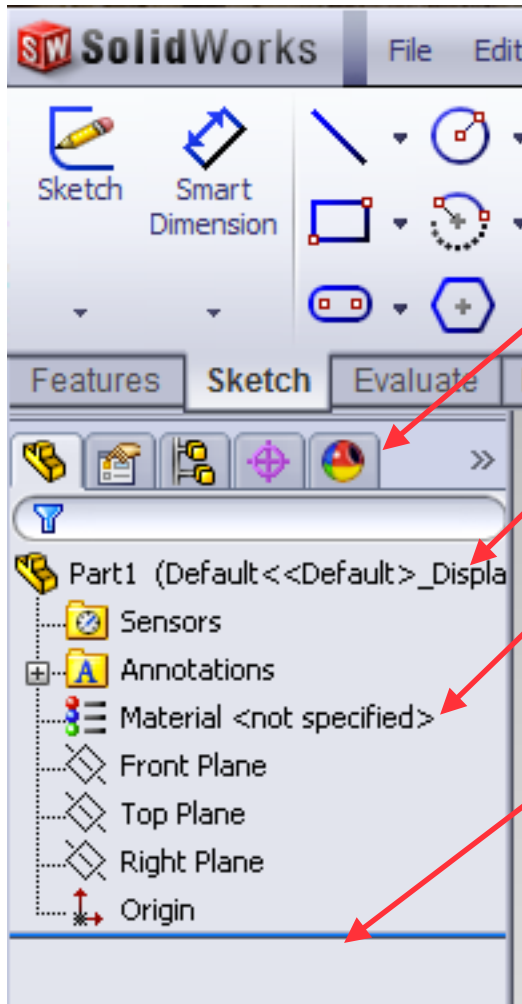 SW SolidWorks File Edit
Sketch Smart Dimension
Features Sketch Evaluate
Part1 (Default<<Default>_Displa
Sensors
A Annotations
Material <not specified>
Front Plane
Top Plane
Right Plane
Origin